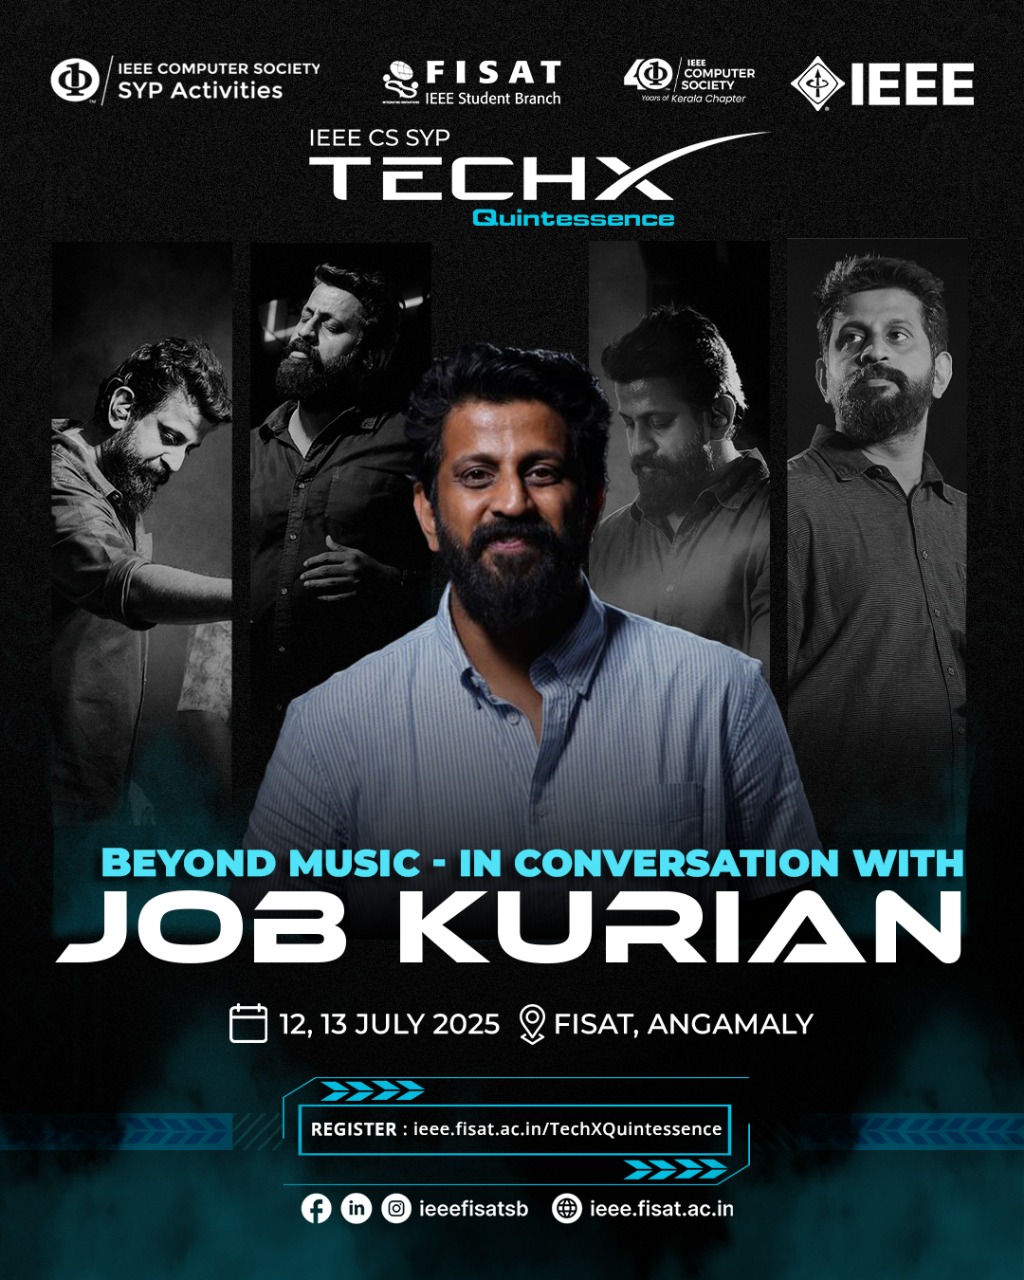 IEEE COMPUTER SOCIETY
SYP Activities
FISAT
IEEE Student Branch
40 IEEE
COMPUTER
SOCIETY
Years of Kerala Chapter
IEEE
IEEE CS SYP
TECHX
Quintessence
BEYOND MUSIC - IN CONVERSATION WITH
JOB KURIAN
12, 13 JULY 2025 FISAT, ANGAMALY
REGISTER : ieee.fisat.ac.in/TechXQuintessence
ieeefisatsb ieee.fisat.ac.in